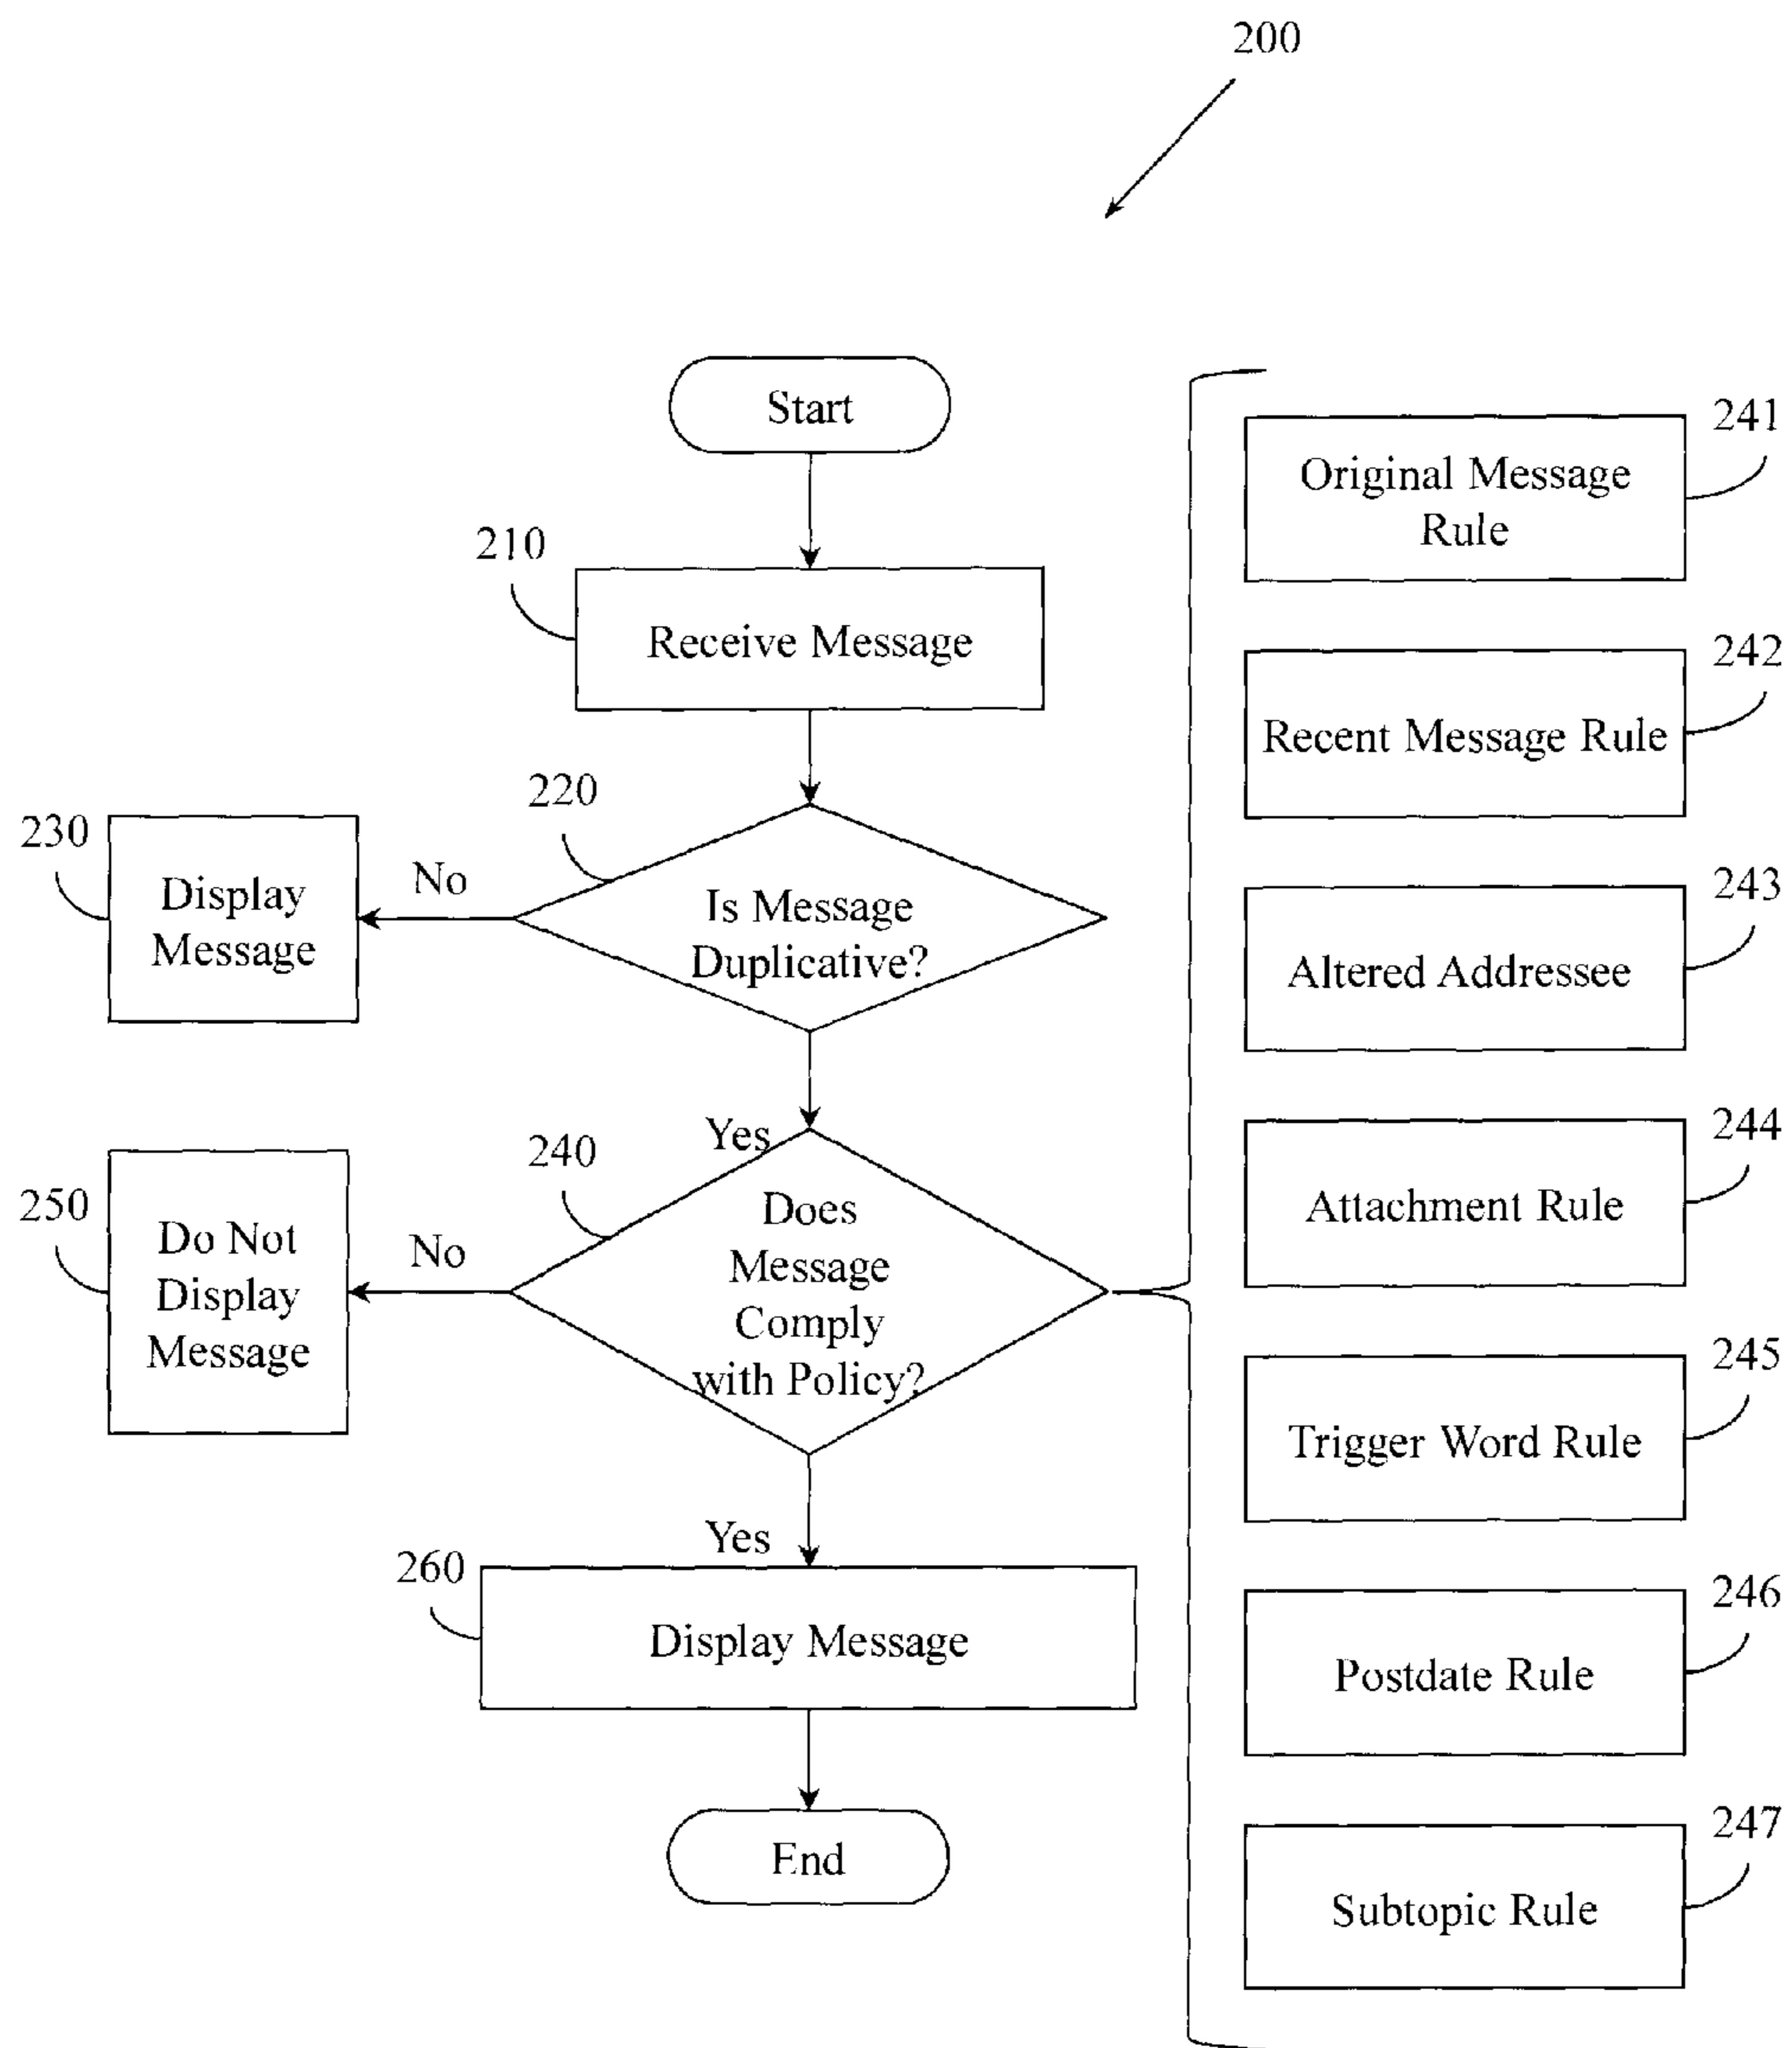 200
Start
210
Receive Message
220
Is Message
Duplicative?
No
230
Display
Message
Yes
240
Does
Message
Comply
with Policy?
No
250
Do Not
Display
Message
Yes
260
Display Message
End
241
Original Message
Rule
242
Recent Message Rule
243
Altered Addressee
244
Attachment Rule
245
Trigger Word Rule
246
Postdate Rule
247
Subtopic Rule